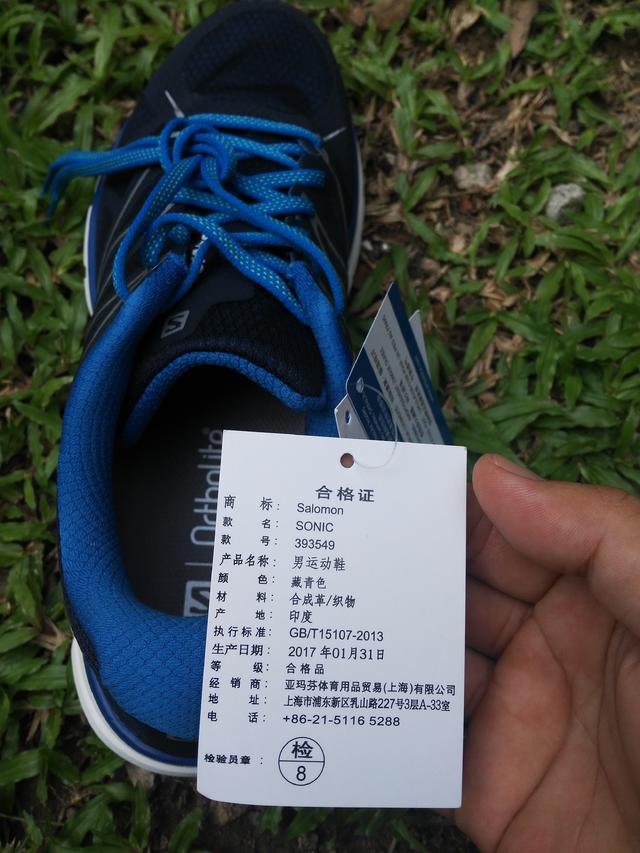 Ortholite
合格证
商 标： Salomon
款 名： SONIC
款 号： 393549
产品名称： 男运动鞋
颜 色： 藏青色
材 料： 合成革/织物
产 地： 印度
执行标准： GB/T15107-2013
生产日期： 2017 年01月31日
等 级： 合格品
经 销 商： 亚玛芬体育用品贸易(上海)有限公司
地 址： 上海市浦东新区乳山路227号3层A-33室
电 话： +86-21-5116 5288
检验员章： 检
8